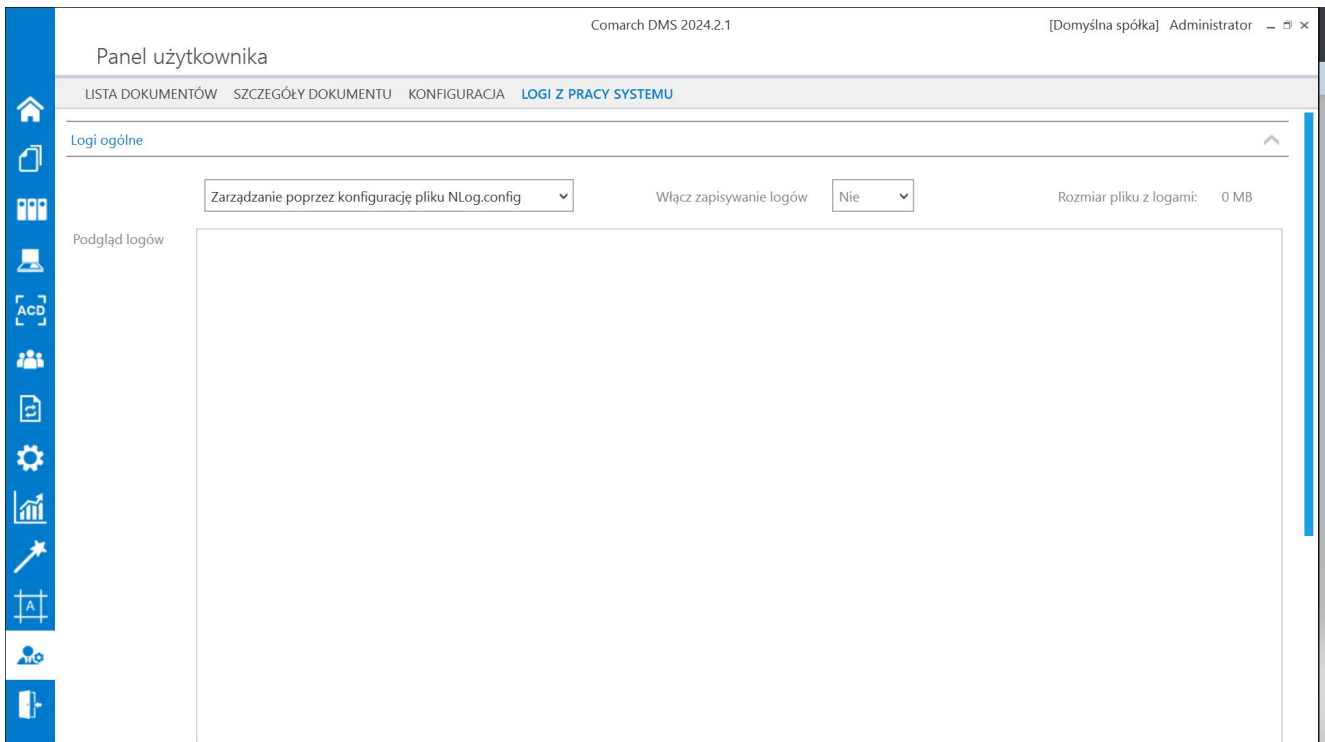 Comarch DMS 2024.2.1
[Domyślna spółka] Administrator
Panel użytkownika
LISTA DOKUMENTÓW SZCZEGÓŁY DOKUMENTU KONFIGURACJA LOGI Z PRACY SYSTEMU
Logi ogólne
Zarządzanie poprzez konfigurację pliku NLog.config Włącz zapisywanie logów Nie Rozmiar pliku z logami: 0 MB
Podgląd logów
ACD
A